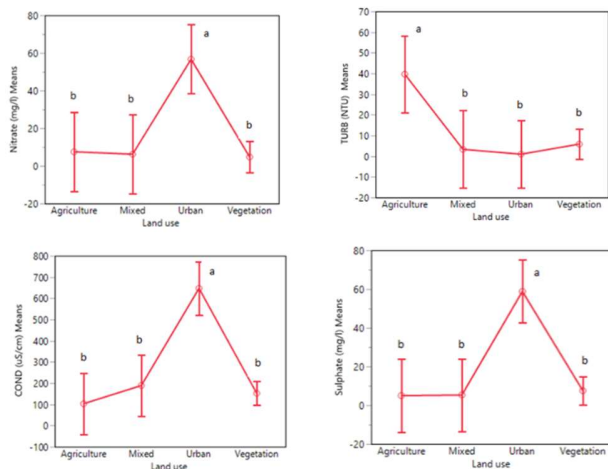 Nitrate (mg/l) Means
80
60
40
20
0
-20
b
b
a
b
Agriculture Mixed Urban Vegetation
Land use
TURB (NTU) Means
70
60
50
40
30
20
10
0
-10
-20
a
b
b
b
Agriculture Mixed Urban Vegetation
Land use
COND (uS/cm) Means
800
700
600
500
400
300
200
100
0
-100
b
b
a
b
Agriculture Mixed Urban Vegetation
Land use
Sulphate (mg/l) Means
80
60
40
20
0
-20
b
b
a
b
Agriculture Mixed Urban Vegetation
Land use